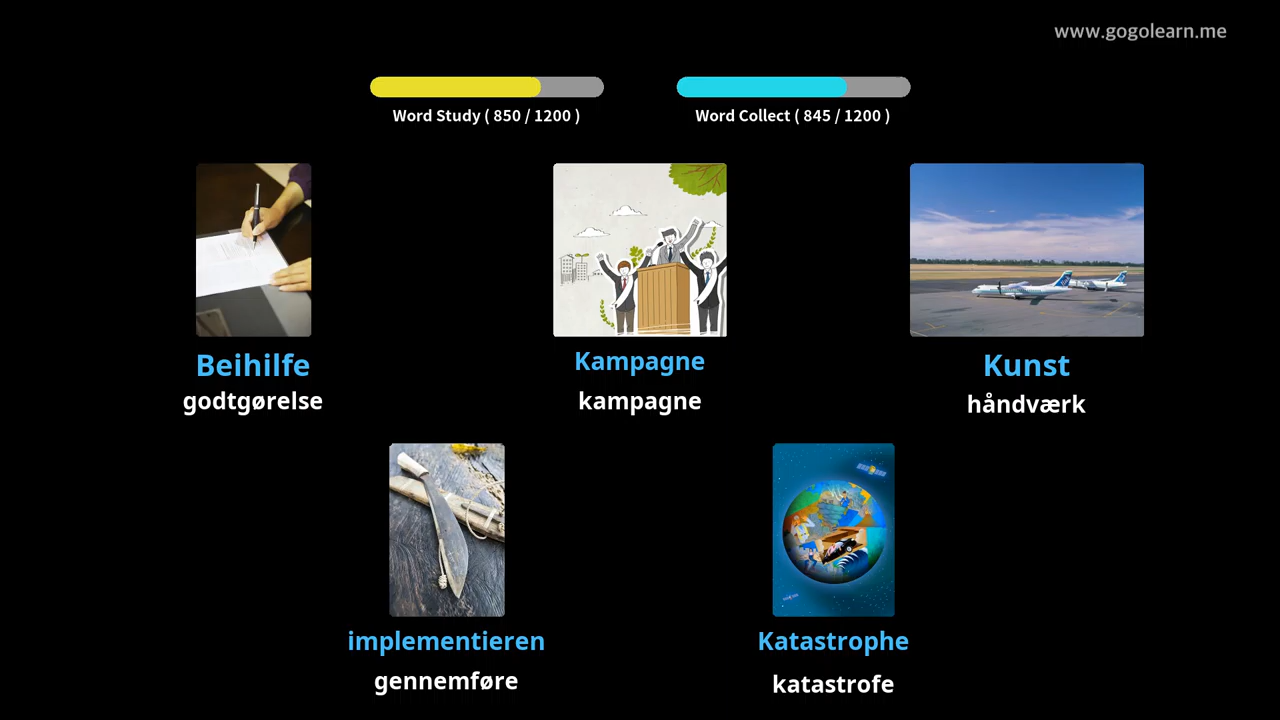 www.gogolearn.me
Word Study ( 850 / 1200 )
Word Collect ( 845 / 1200 )
Beihilfe
godtgørelse
Kampagne
kampagne
Kunst
håndværk
implementieren
gennemføre
Katastrophe
katastrofe